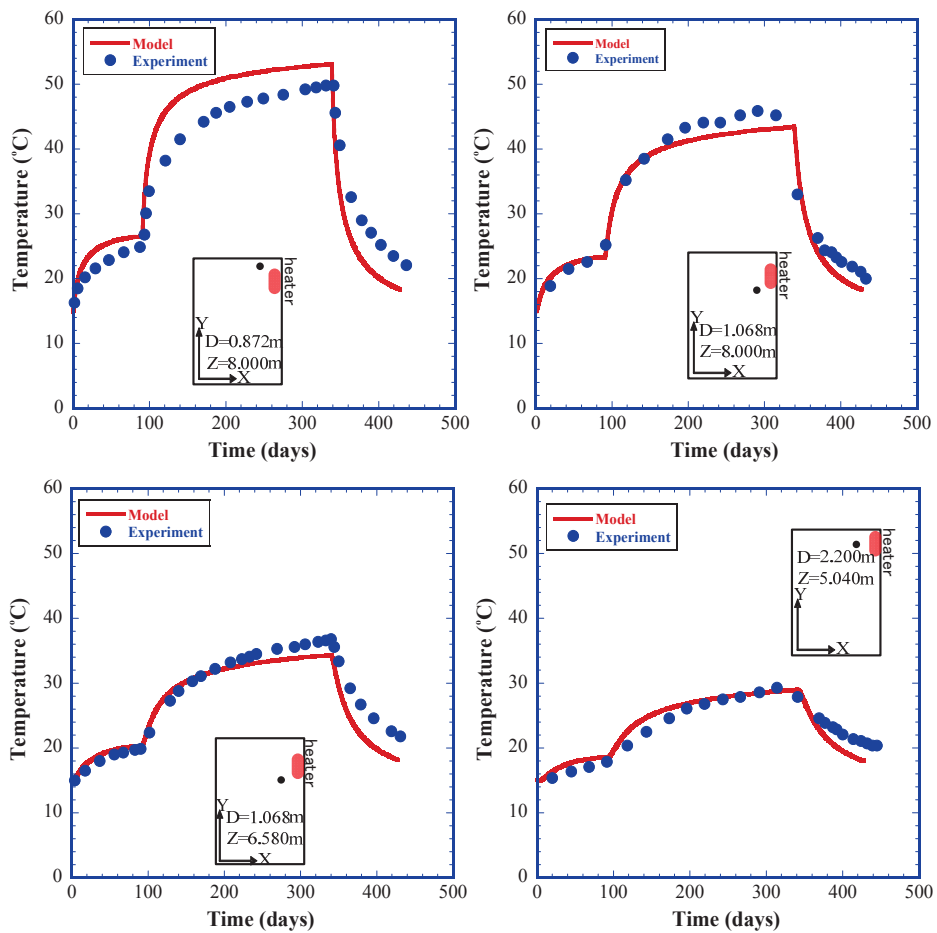 60
50
40
30
20
10
0
Temperature (°C)
Model
Experiment
heater
Y
D=0.872m
Z=8.000m
X
0 100 200 300 400 500
Time (days)
60
50
40
30
20
10
0
Temperature (°C)
Model
Experiment
heater
Y
D=1.068m
Z=8.000m
X
0 100 200 300 400 500
Time (days)
60
50
40
30
20
10
0
Temperature (°C)
Model
Experiment
heater
Y
D=1.068m
Z=6.580m
X
0 100 200 300 400 500
Time (days)
60
50
40
30
20
10
0
Temperature (°C)
Model
Experiment
heater
D=2.200m
Z=5.040m
Y
X
0 100 200 300 400 500
Time (days)